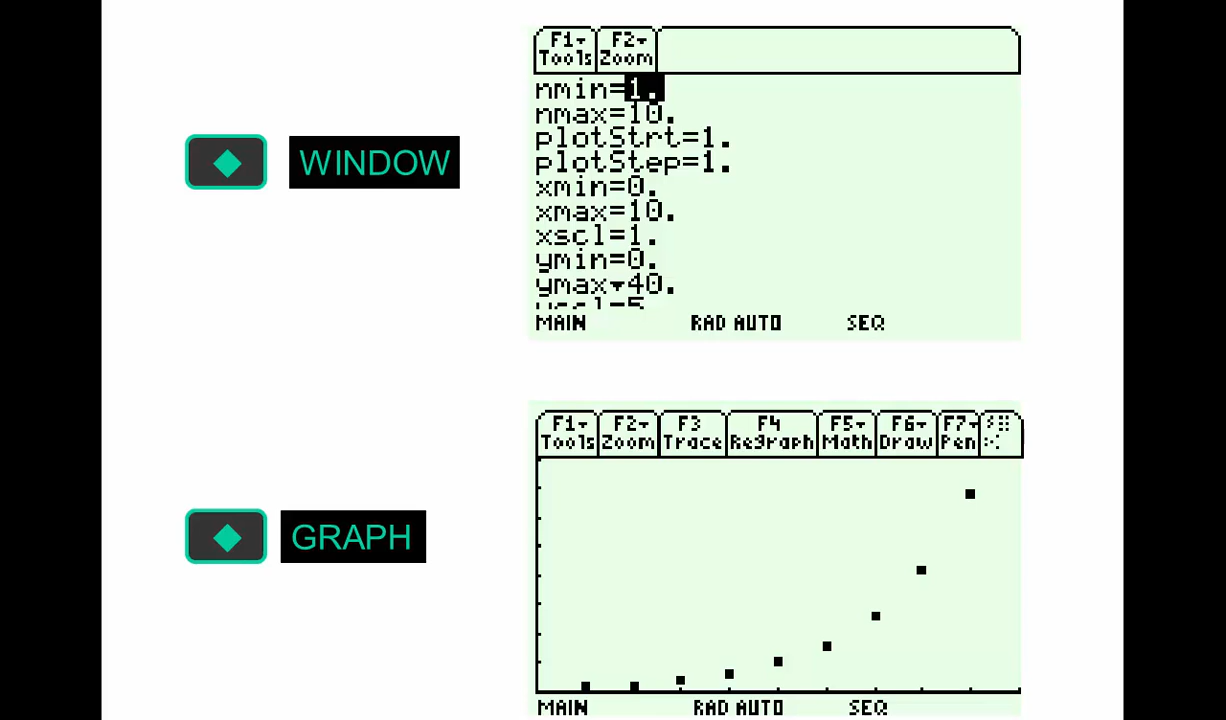 WINDOW
F1 F2
Tools Zoom
nmin=1.
nmax=10.
plotStrt=1.
plotStep=1.
xmin=0.
xmax=10.
xscl=1.
ymin=0.
ymax 40.
MAIN RAD AUTO SEQ
GRAPH
F1 F2 F3 F4 F5 F6 F7
Tools Zoom Trace Regraph Math Draw Pen
MAIN RAD AUTO SEQ